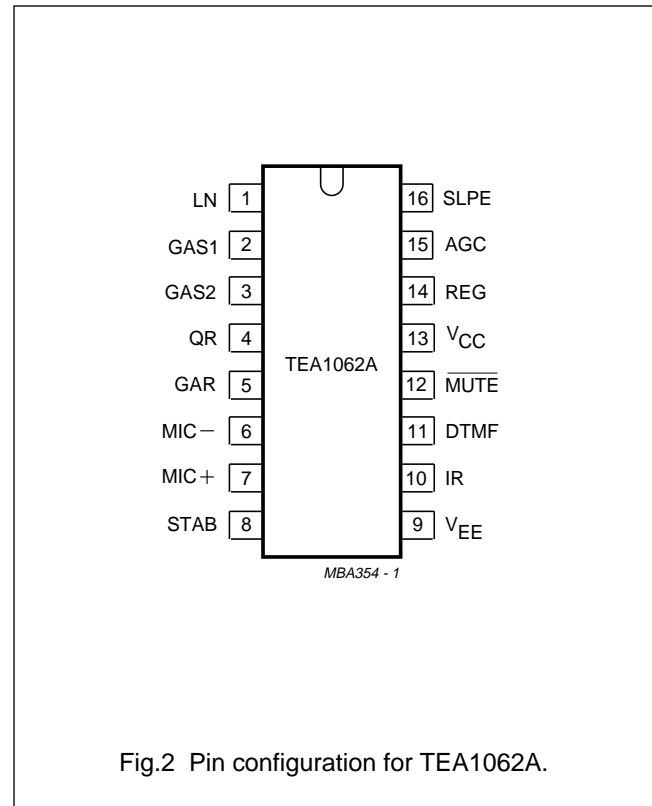 LN 1 16 SLPE
GAS1 2 15 AGC
GAS2 3 14 REG
QR 4 13 VCC
TEA1062A
GAR 5 12 MUTE
MIC− 6 11 DTMF
MIC+ 7 10 IR
STAB 8 9 VEE
MBA354 - 1
Fig.2 Pin configuration for TEA1062A.